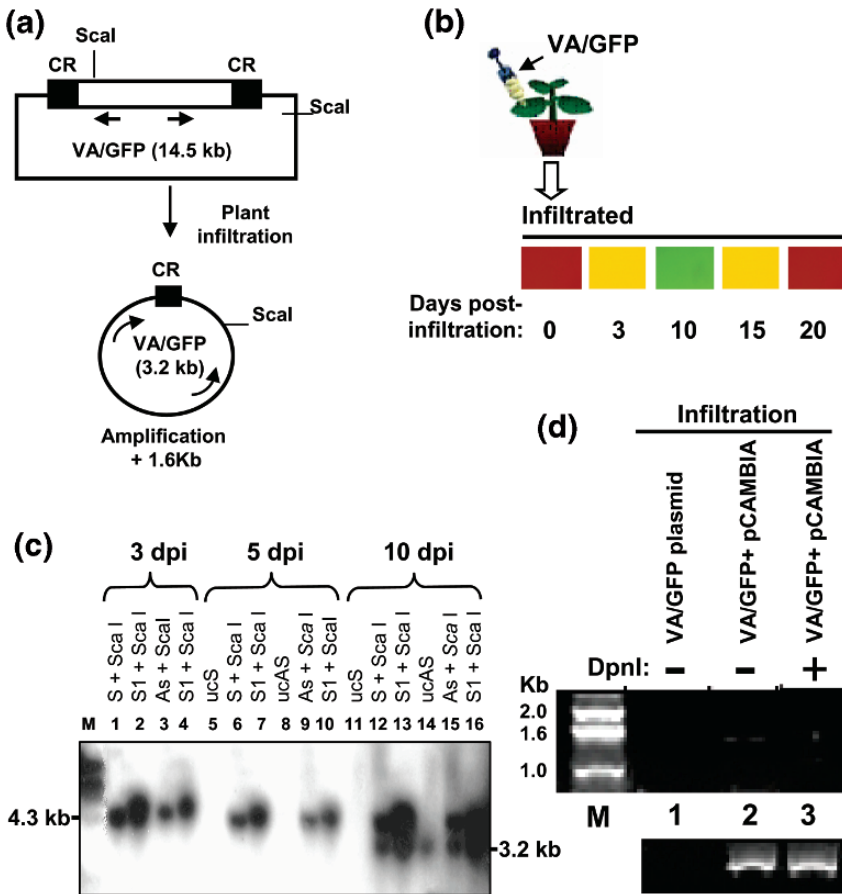 (a)
ScaI
CR CR
ScaI
VA/GFP (14.5 kb)
Plant
infiltration
CR
ScaI
VA/GFP
(3.2 kb)
Amplification
+ 1.6Kb
(b)
VA/GFP
Infiltrated
Days post-
infiltration: 0 3 10 15 20
(c)
3 dpi 5 dpi 10 dpi
S + Sca I
S1 + Sca I
As + ScaI
S1 + Sca I
ucS
S + Sca I
S1 + Sca I
ucAS
As + Sca I
S1 + ScaI
ucS
S + Sca I
S1 + Sca I
ucAS
As + Sca I
S1 + Sca I
M 1 2 3 4 5 6 7 8 9 10 11 12 13 14 15 16
4.3 kb
3.2 kb
(d)
Infiltration
VA/GFP plasmid
VA/GFP+ pCAMBIA
VA/GFP+ pCAMBIA
DpnI: - - +
Kb
2.0
1.6
1.0
M 1 2 3